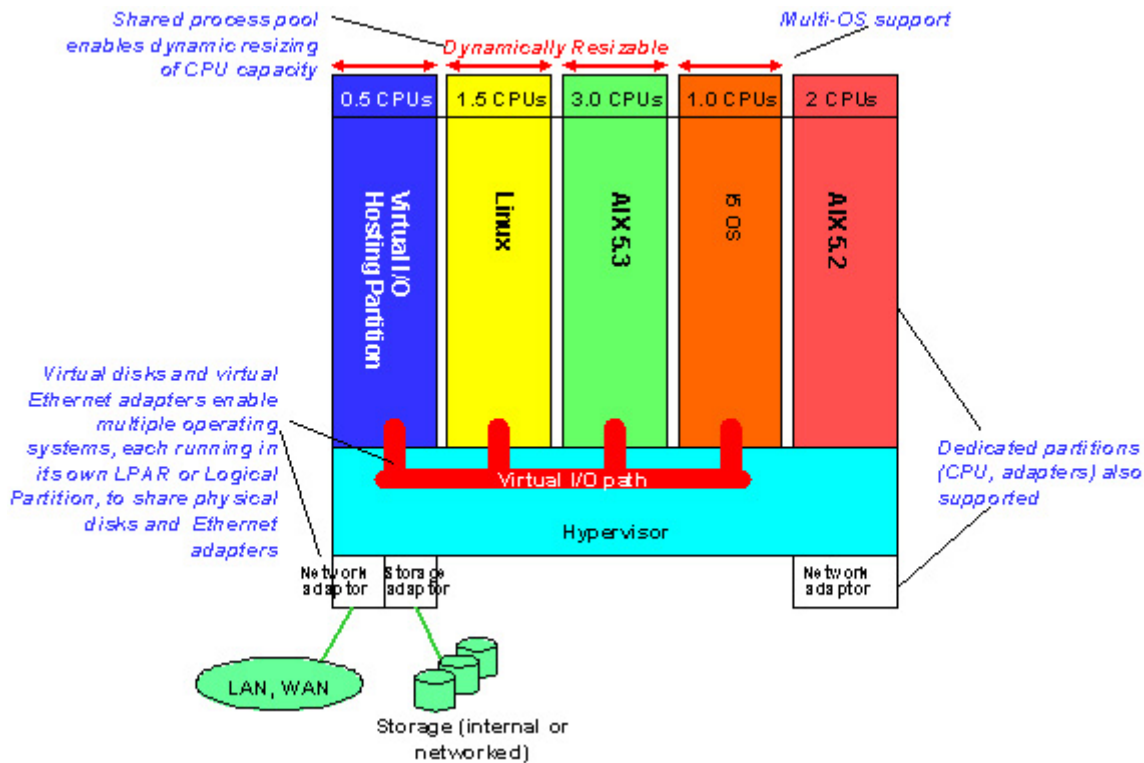 Shared process pool
enables dynamic resizing
of CPU capacity
Dynamically Resizable
Multi-OS support
0.5 CPUs
1.5 CPUs
3.0 CPUs
1.0 CPUs
2 CPUs
Virtual I/O
Hosting Partition
Linux
AIX 5.3
i5 OS
AIX 5.2
Virtual disks and virtual
Ethernet adapters enable
multiple operating
systems, each running in
its own LPAR or Logical
Partition, to share physical
disks and Ethernet
adapters
Dedicated partitions
(CPU, adapters) also
supported
Virtual I/O path
Hypervisor
Network
adaptor
Storage
adaptor
Network
adaptor
LAN, WAN
Storage (internal or
networked)